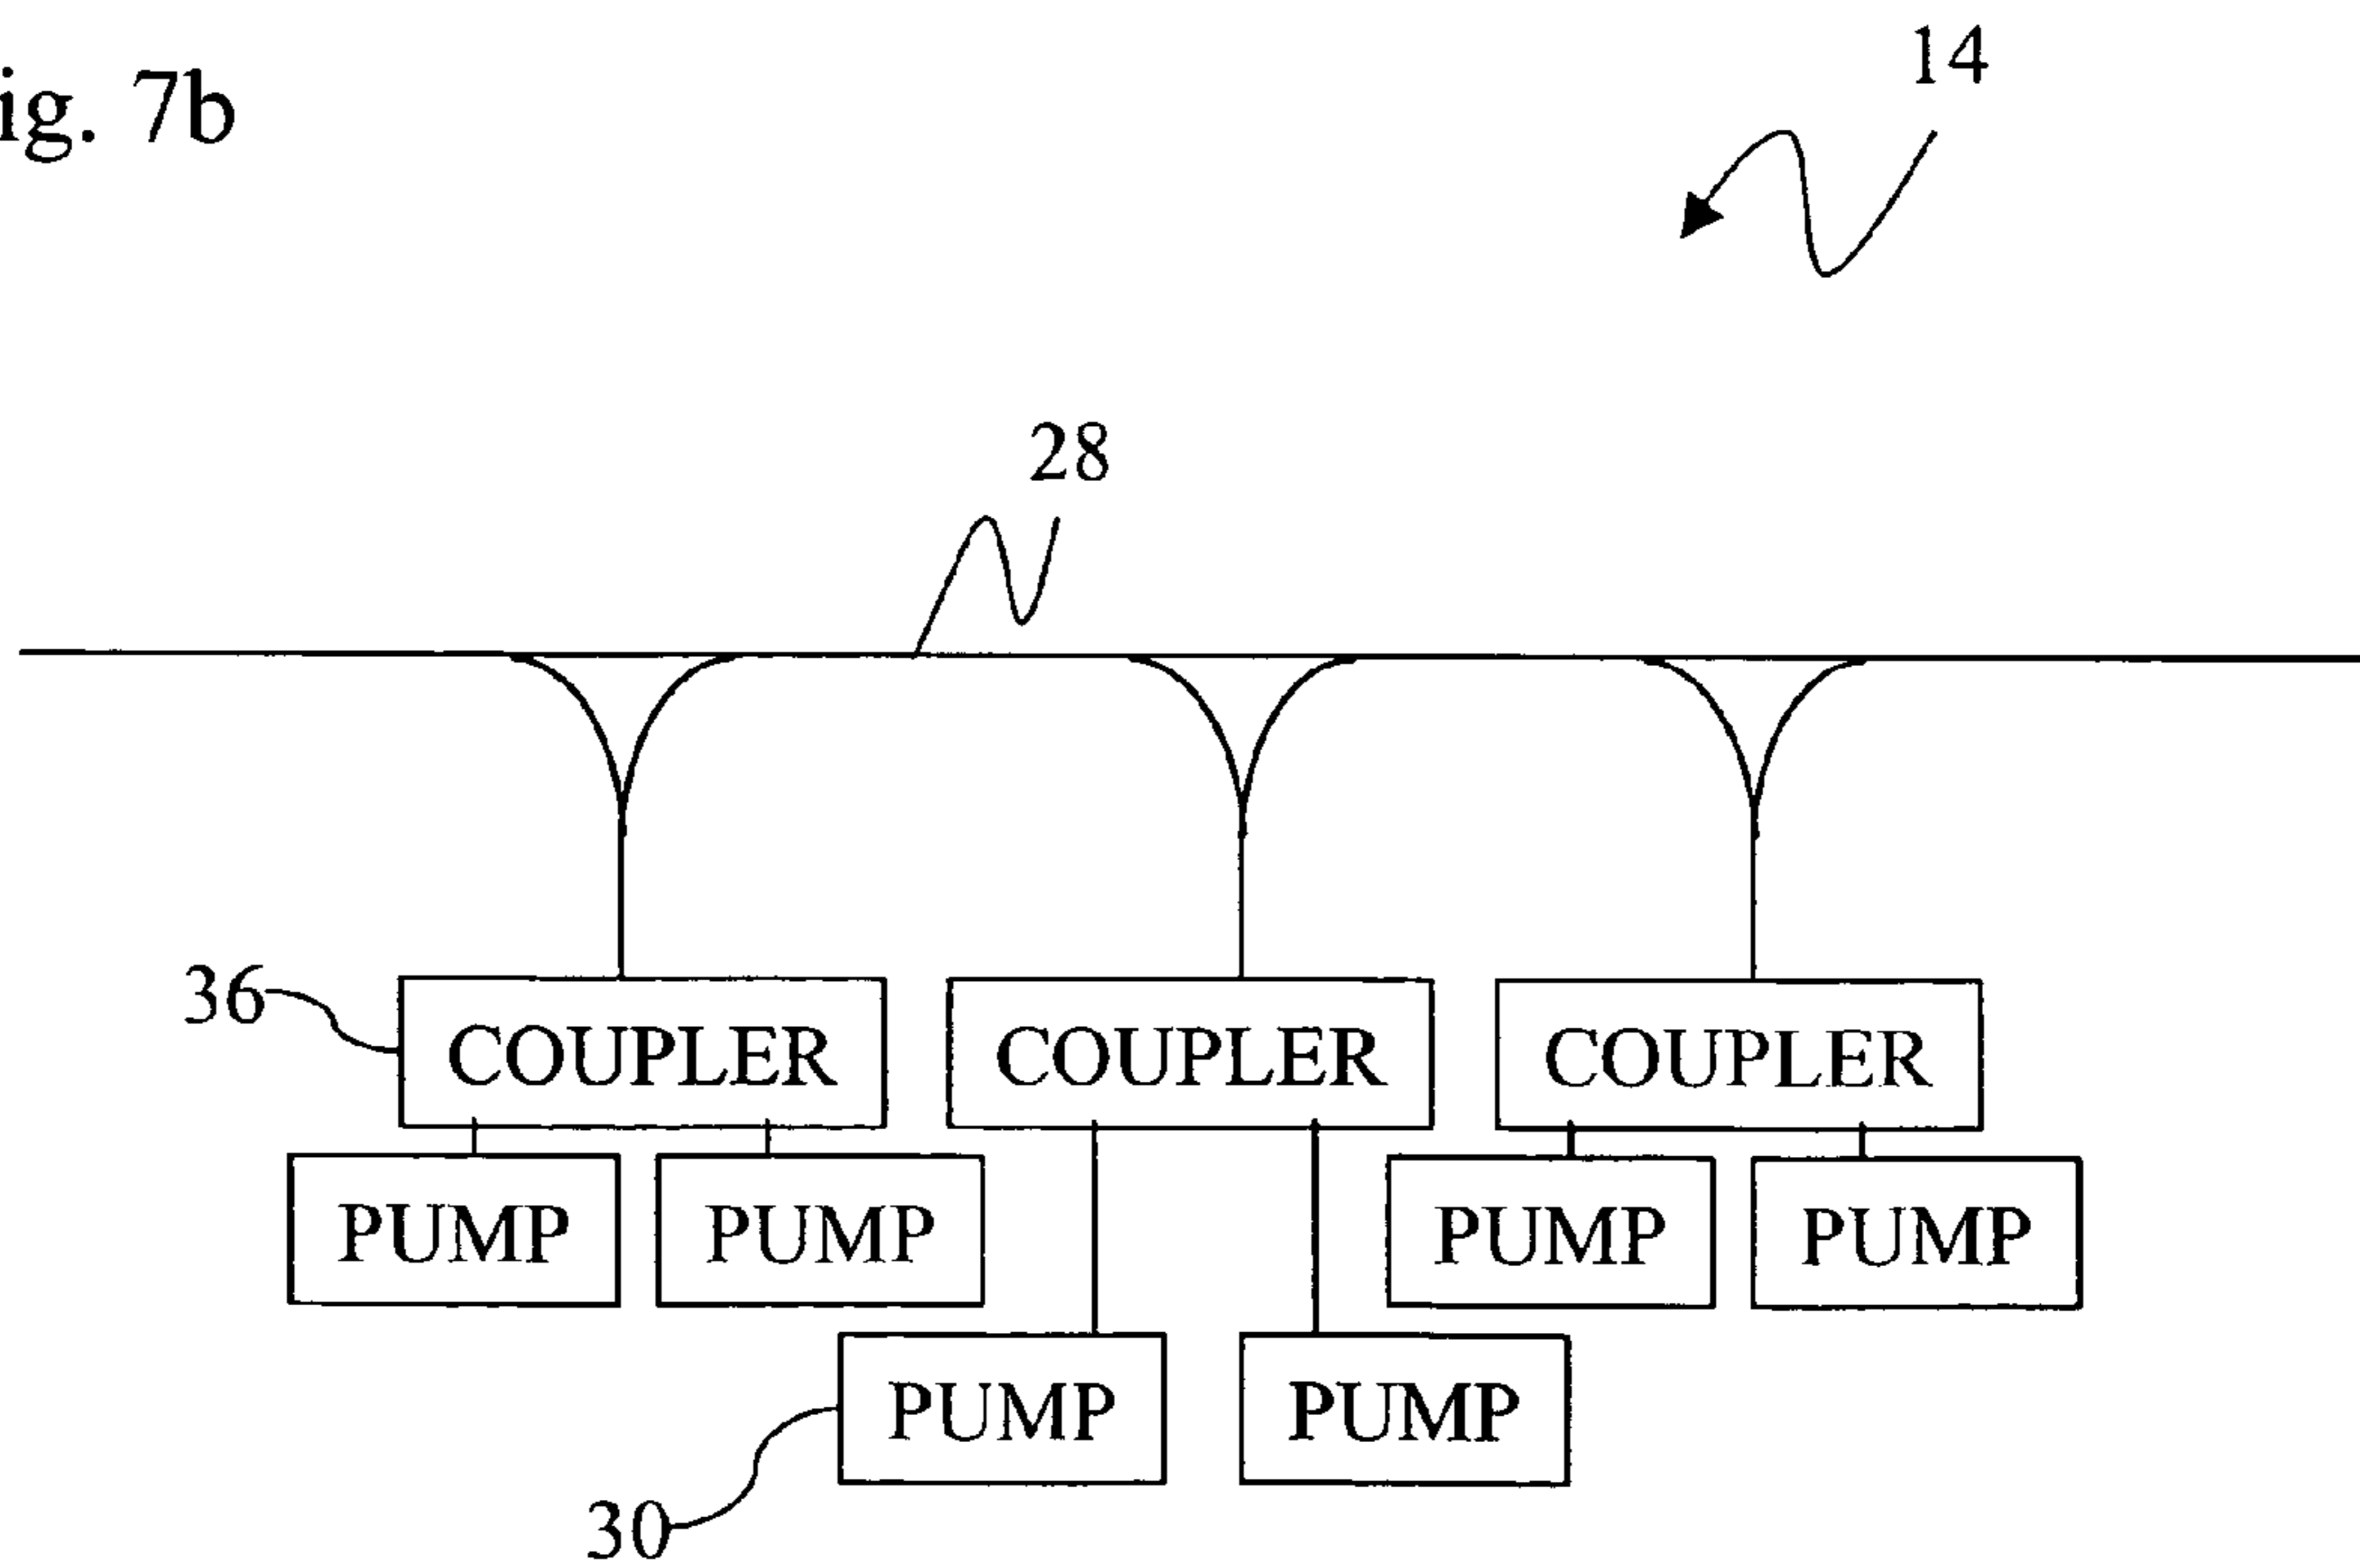 ig. 7b
14
28
36
COUPLER COUPLER COUPLER
PUMP PUMP PUMP PUMP
PUMP PUMP
30